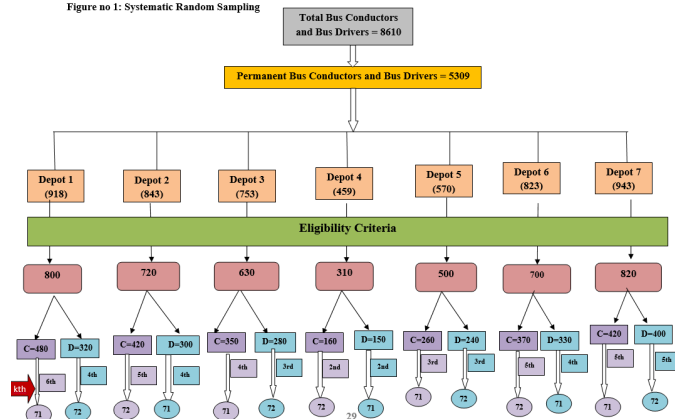 Figure no 1: Systematic Random Sampling
Total Bus Conductors
and Bus Drivers = 8610
Permanent Bus Conductors and Bus Drivers = 5309
Depot 1
(918)
Depot 2
(843)
Depot 3
(753)
Depot 4
(459)
Depot 5
(570)
Depot 6
(823)
Depot 7
(943)
Eligibility Criteria
800
720
630
310
500
700
820
C=480
D=320
C=420
D=300
C=350
D=280
C=160
D=150
C=260
D=240
C=370
D=330
C=420
D=400
kth
6th
4th
5th
4th
4th
3rd
2nd
2nd
3rd
3rd
5th
4th
5th
5th
71
72
72
71
71
72
72
71
71
72
72
71
71
72
29